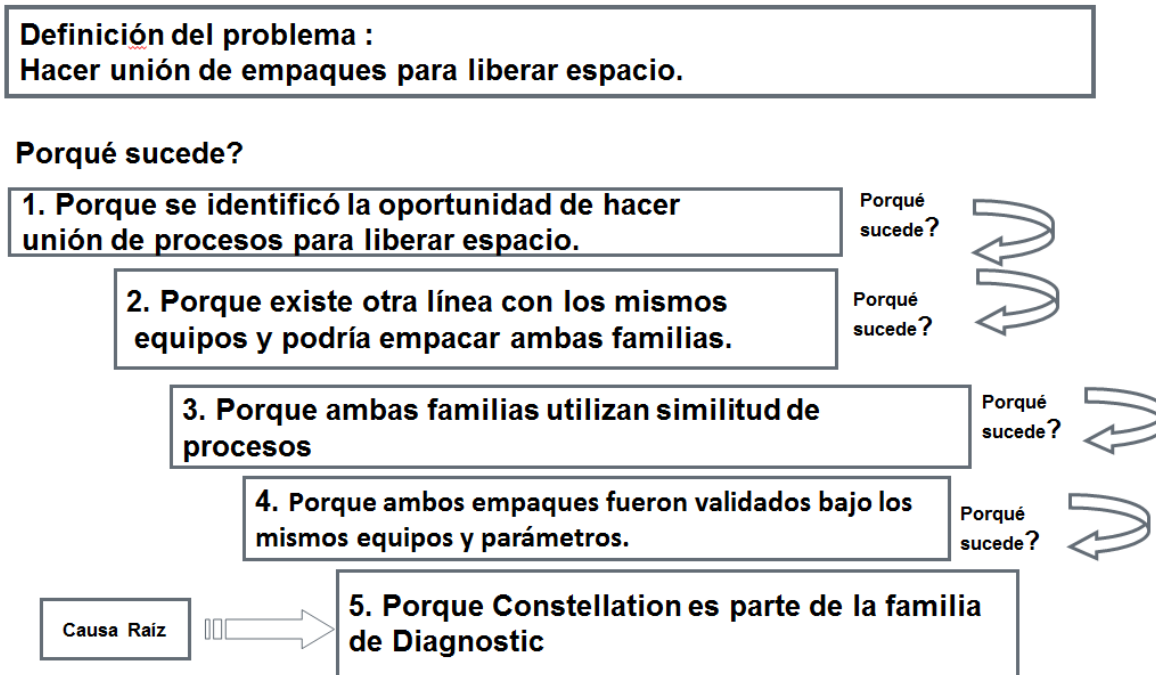 Definición del problema :
Hacer unión de empaques para liberar espacio.
Porqué sucede?
1. Porque se identificó la oportunidad de hacer
unión de procesos para liberar espacio.
Porqué
sucede?
2. Porque existe otra línea con los mismos
equipos y podría empacar ambas familias.
Porqué
sucede?
3. Porque ambas familias utilizan similitud de
procesos
Porqué
sucede?
4. Porque ambos empaques fueron validados bajo los
mismos equipos y parámetros.
Porqué
sucede?
Causa Raíz
5. Porque Constellation es parte de la familia
de Diagnostic